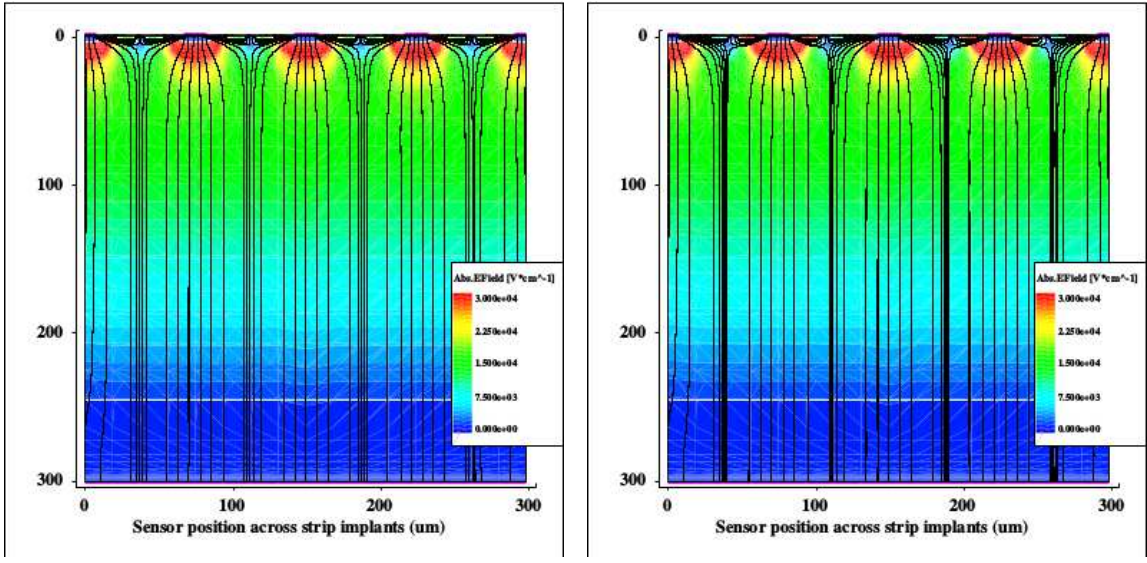 0
100
200
300
0
100
200
300
Sensor position across strip implants (um)
Abs.EField [V*cm^-1]
3.000e+04
2.250e+04
1.500e+04
7.500e+03
0.000e+00
0
100
200
300
0
100
200
300
Sensor position across strip implants (um)
Abs.EField [V*cm^-1]
3.000e+04
2.250e+04
1.500e+04
7.500e+03
0.000e+00